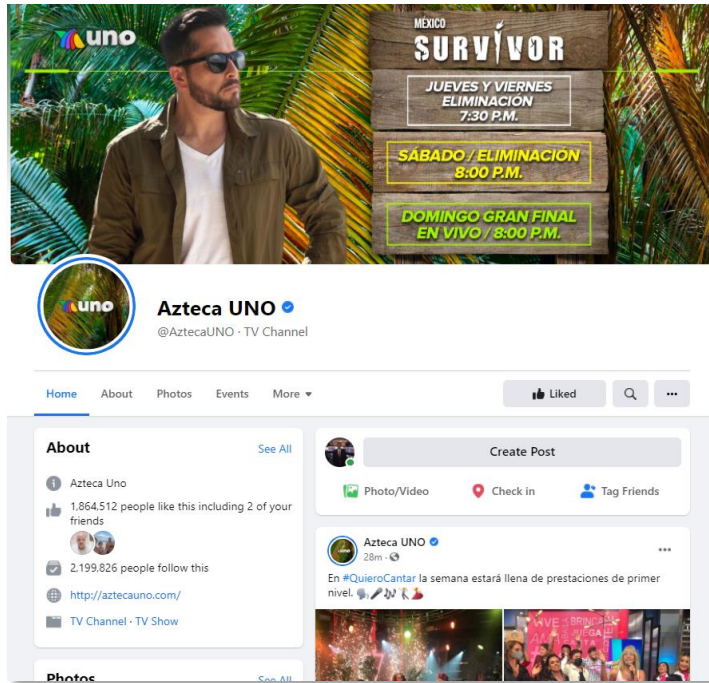 uno
MÉXICO
SURVIVOR
JUEVES Y VIERNES
ELIMINACIÓN
7:30 P.M.
SÁBADO / ELIMINACIÓN
8:00 P.M.
DOMINGO GRAN FINAL
EN VIVO / 8:00 P.M.
uno
Azteca UNO
@AztecaUNO · TV Channel
Home About Photos Events More
Liked
About
See All
Azteca Uno
1,864,512 people like this including 2 of your
friends
2,199,826 people follow this
http://aztecauno.com/
TV Channel · TV Show
Photos
See All
Create Post
Photo/Video Check in Tag Friends
Azteca UNO
28m ·
En #QuieroCantar la semana estará llena de prestaciones de primer
nivel.
VIVE
BRINCA
JUEGA